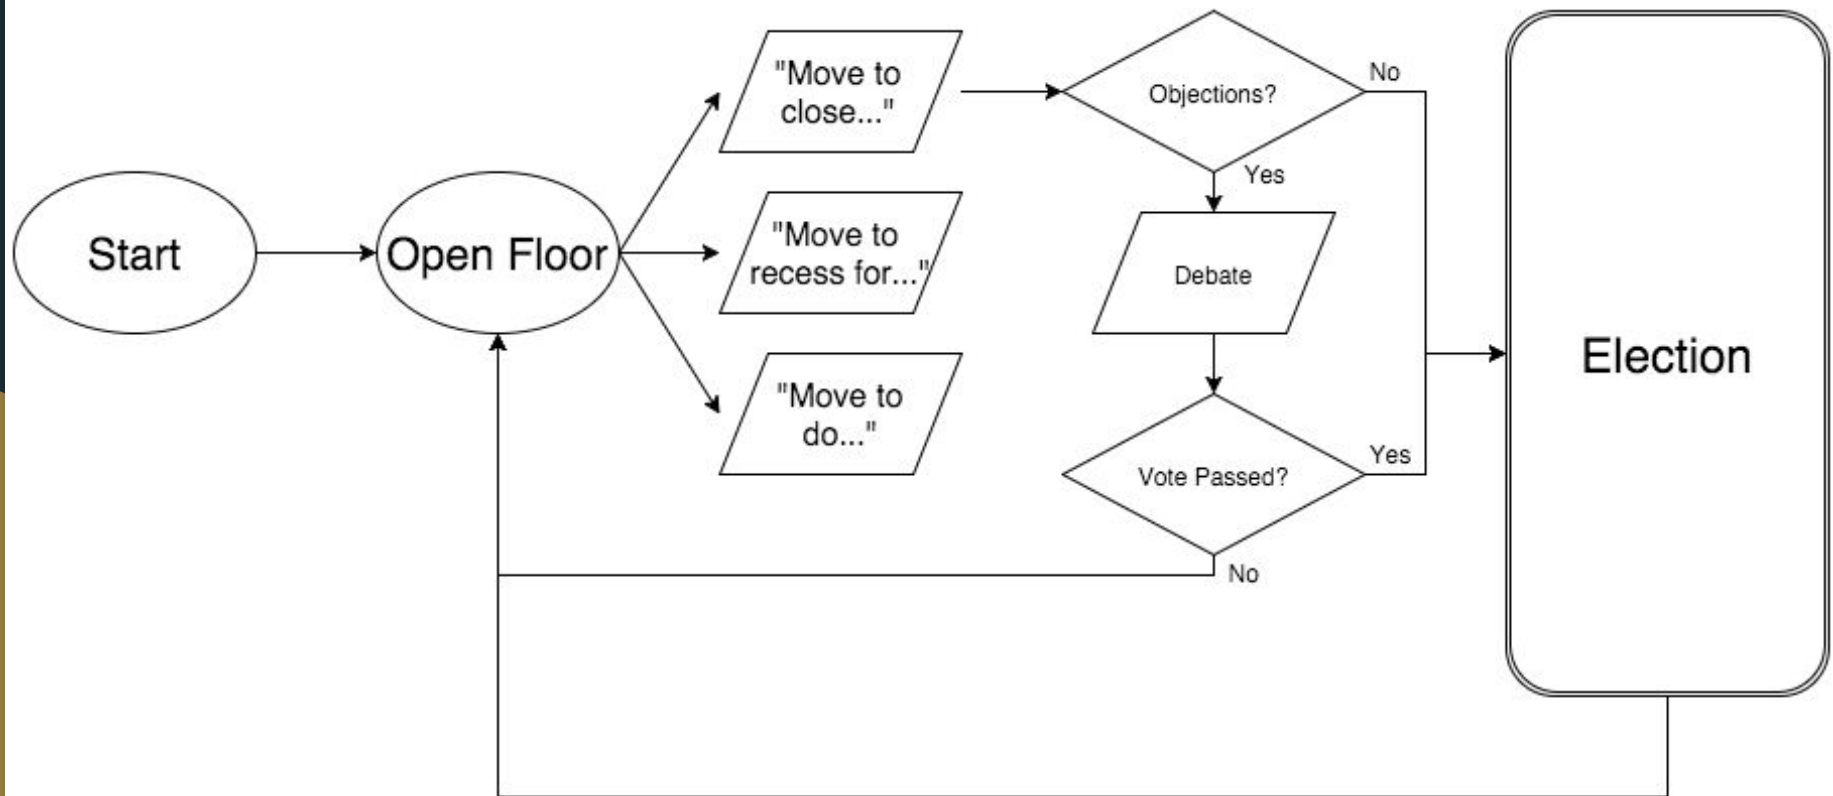 Start
Open Floor
"Move to
close..."
"Move to
recess for..."
"Move to
do..."
Objections?
No
Yes
Debate
Vote Passed?
Yes
No
Election